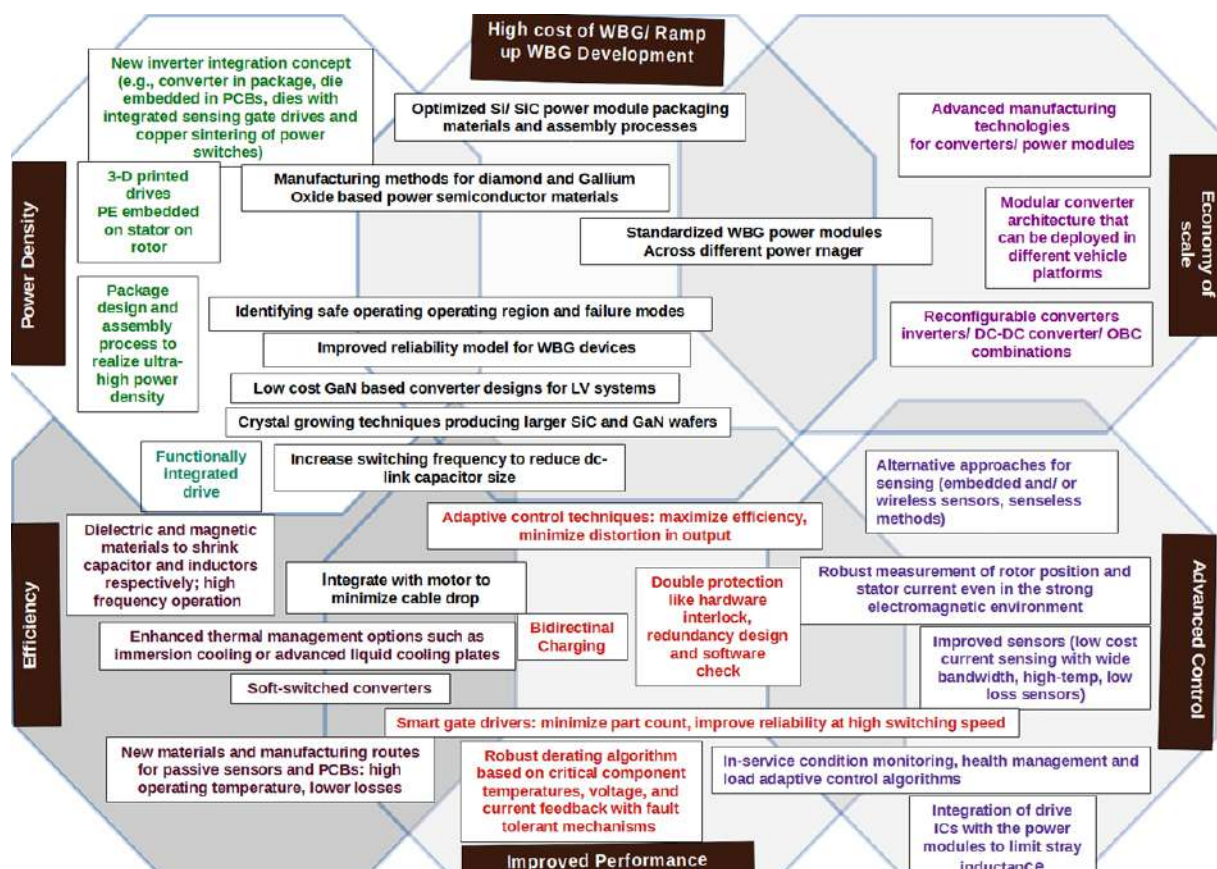 High cost of WBG/ Ramp
up WBG Development
New inverter integration concept
(e.g., converter in package, die
embedded in PCBs, dies with
integrated sensing gate drives and
copper sintering of power
switches)
Optimized Si/ SiC power module packaging
materials and assembly processes
Advanced manufacturing
technologies
for converters/ power modules
Power Density
3-D printed
drives
PE embedded
on stator on
rotor
Manufacturing methods for diamond and Gallium
Oxide based power semiconductor materials
Standardized WBG power modules
Across different power rnager
Modular converter
architecture that
can be deployed in
different vehicle
platforms
Economy of
scale
Package
design and
assembly
process to
realize ultra-
high power
density
Identifying safe operating operating region and failure modes
Improved reliability model for WBG devices
Reconfigurable converters
inverters/ DC-DC converter/ OBC
combinations
Low cost GaN based converter designs for LV systems
Crystal growing techniques producing larger SiC and GaN wafers
Functionally
integrated
drive
Increase switching frequency to reduce dc-
link capacitor size
Alternative approaches for
sensing (embedded and/ or
wireless sensors, senseless
methods)
Efficiency
Dielectric and magnetic
materials to shrink
capacitor and inductors
respectively; high
frequency operation
Adaptive control techniques: maximize efficiency,
minimize distortion in output
Integrate with motor to
minimize cable drop
Double protection
like hardware
interlock,
redundancy design
and software
check
Robust measurement of rotor position and
stator current even in the strong
electromagnetic environment
Advanced Control
Enhanced thermal management options such as
immersion cooling or advanced liquid cooling plates
Bidirectinal
Charging
Improved sensors (low cost
current sensing with wide
bandwidth, high-temp, low
loss sensors)
Soft-switched converters
Smart gate drivers: minimize part count, improve reliability at high switching speed
New materials and manufacturing routes
for passive sensors and PCBs: high
operating temperature, lower losses
Robust derating algorithm
based on critical component
temperatures, voltage, and
current feedback with fault
tolerant mechanisms
In-service condition monitoring, health management and
load adaptive control algorithms
Integration of drive
ICs with the power
modules to limit stray
inductance
Improved Performance